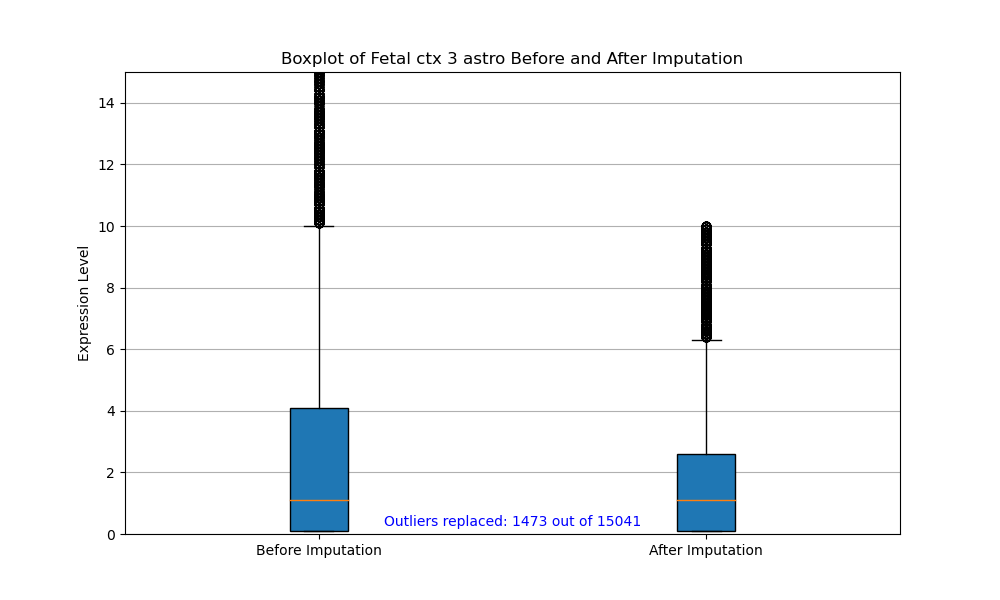 Boxplot of Fetal ctx 3 astro Before and After Imputation
14
12
10
8
6
4
2
0
Expression Level
Outliers replaced: 1473 out of 15041
Before Imputation
After Imputation